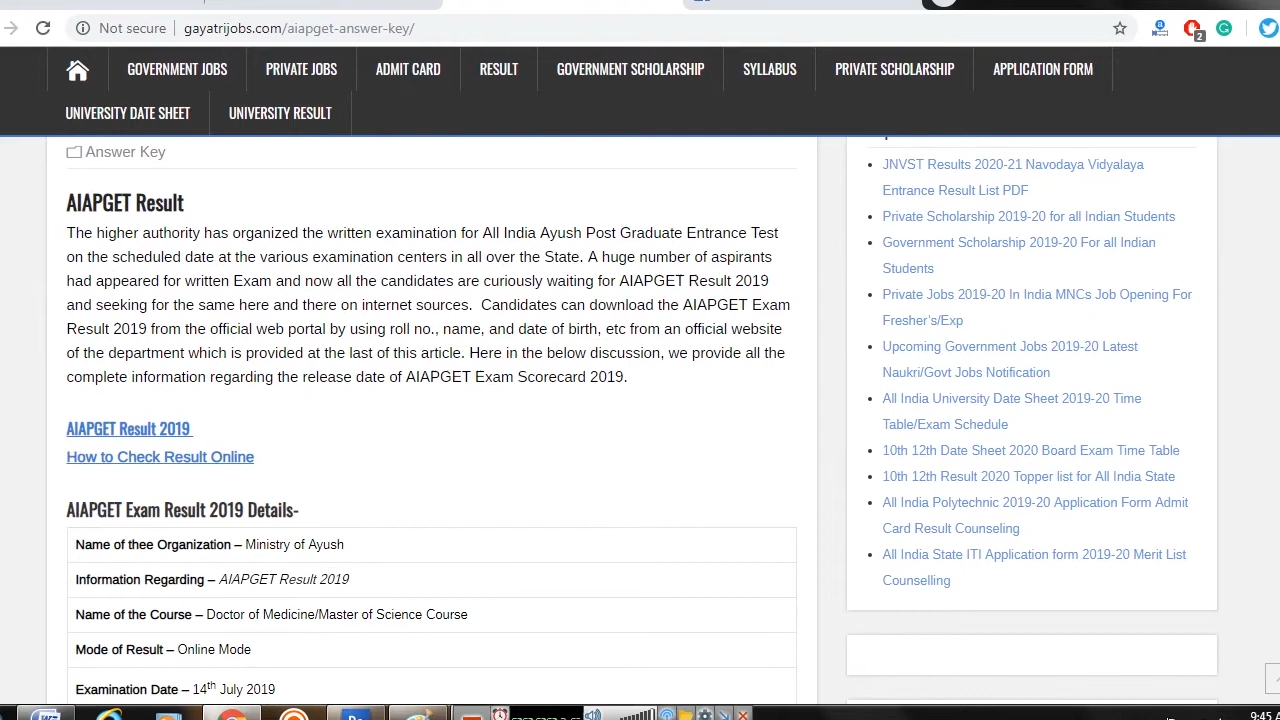 Not secure
gayatrijobs.com/aiapget-answer-key/
2
GOVERNMENT JOBS
PRIVATE JOBS
ADMIT CARD
RESULT
GOVERNMENT SCHOLARSHIP
SYLLABUS
PRIVATE SCHOLARSHIP
APPLICATION FORM
UNIVERSITY DATE SHEET
UNIVERSITY RESULT
Answer Key
AIAPGET Result
The higher authority has organized the written examination for All India Ayush Post Graduate Entrance Test
on the scheduled date at the various examination centers in all over the State. A huge number of aspirants
had appeared for written Exam and now all the candidates are curiously waiting for AIAPGET Result 2019
and seeking for the same here and there on internet sources. Candidates can download the AIAPGET Exam
Result 2019 from the official web portal by using roll no., name, and date of birth, etc from an official website
of the department which is provided at the last of this article. Here in the below discussion, we provide all the
complete information regarding the release date of AIAPGET Exam Scorecard 2019.
AIAPGET Result 2019
How to Check Result Online
AIAPGET Exam Result 2019 Details-
Name of thee Organization – Ministry of Ayush
Information Regarding – AIAPGET Result 2019
Name of the Course – Doctor of Medicine/Master of Science Course
Mode of Result – Online Mode
Examination Date – 14th July 2019
JNVST Results 2020-21 Navodaya Vidyalaya
Entrance Result List PDF
Private Scholarship 2019-20 for all Indian Students
Government Scholarship 2019-20 For all Indian
Students
Private Jobs 2019-20 In India MNCs Job Opening For
Fresher's/Exp
Upcoming Government Jobs 2019-20 Latest
Naukri/Govt Jobs Notification
All India University Date Sheet 2019-20 Time
Table/Exam Schedule
10th 12th Date Sheet 2020 Board Exam Time Table
10th 12th Result 2020 Topper list for All India State
All India Polytechnic 2019-20 Application Form Admit
Card Result Counseling
All India State ITI Application form 2019-20 Merit List
Counselling
9:45